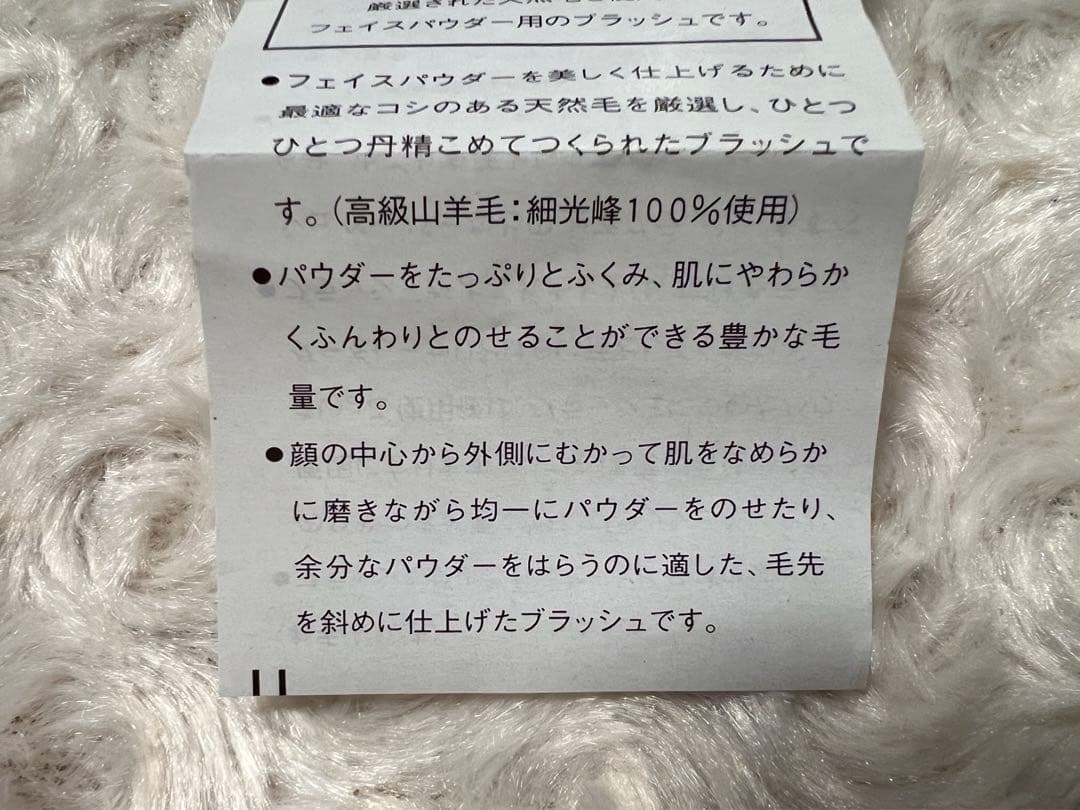 厳選された天然毛を使
フェイスパウダー用のブラッシュです。
●フェイスパウダーを美しく仕上げるために
最適なコシのある天然毛を厳選し、ひとつ
ひとつ丹精こめてつくられたブラッシュで
す。(高級山羊毛:細光峰100%使用)
●パウダーをたっぷりとふくみ、肌にやわらか
くふんわりとのせることができる豊かな毛
量です。
●顔の中心から外側にむかって肌をなめらか
に磨きながら均一にパウダーをのせたり、
余分なパウダーをはらうのに適した、毛先
を斜めに仕上げたブラッシュです。